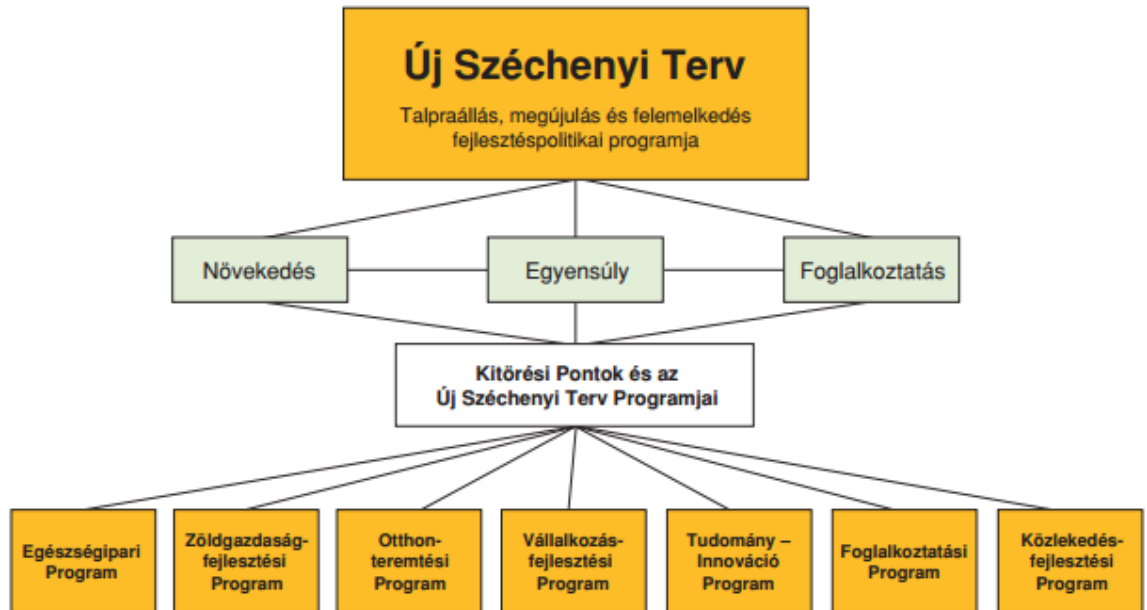 Új Széchenyi Terv
Talpraállás, megújulás és felemelkedés
fejlesztéspolitikai programja
Növekedés
Egyensúly
Foglalkoztatás
Kitörési Pontok és az
Új Széchenyi Terv Programjai
Egészségipari
Program
Zöldgazdaság-
fejlesztési
Program
Otthon-
teremtési
Program
Vállalkozás-
fejlesztési
Program
Tudomány –
Innováció
Program
Foglalkoztatási
Program
Közlekedés-
fejlesztési
Program